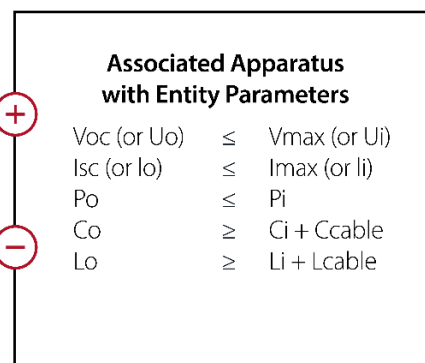 Associated Apparatus
with Entity Parameters
+
Voc (or Uo) ≤ Vmax (or Ui)
Isc (or Io) ≤ Imax (or Ii)
Po ≤ Pi
Co ≥ Ci + Ccable
−
Lo ≥ Li + Lcable